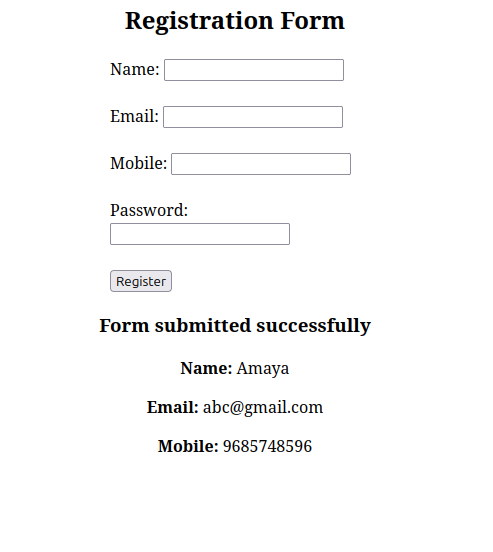 Registration Form
Name:
Email:
Mobile:
Password:
Register
Form submitted successfully
Name: Amaya
Email: abc@gmail.com
Mobile: 9685748596